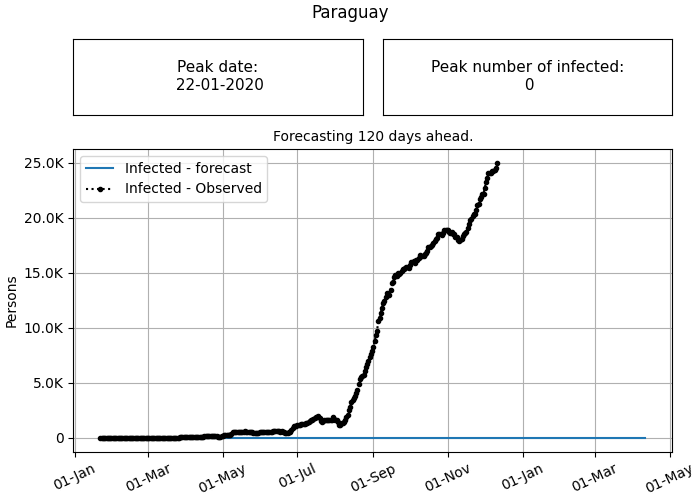 Paraguay
Peak date:
22-01-2020
Peak number of infected:
0
Forecasting 120 days ahead.
Infected - forecast
Infected - Observed
25.0K
20.0K
15.0K
10.0K
5.0K
0
Persons
01-Jan
01-Mar
01-May
01-Jul
01-Sep
01-Nov
01-Jan
01-Mar
01-May